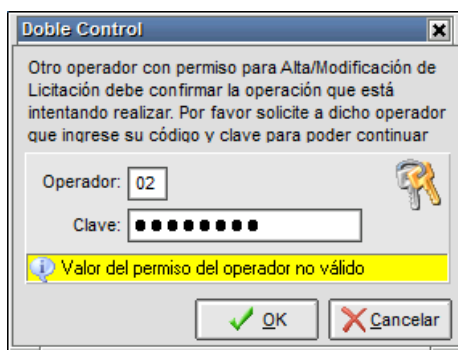 Doble Control
Otro operador con permiso para Alta/Modificación de
Licitación debe confirmar la operación que está
intentando realizar. Por favor solicite a dicho operador
que ingrese su código y clave para poder continuar
Operador: 02
Clave: ●●●●●●●●
Valor del permiso del operador no válido
OK
Cancelar